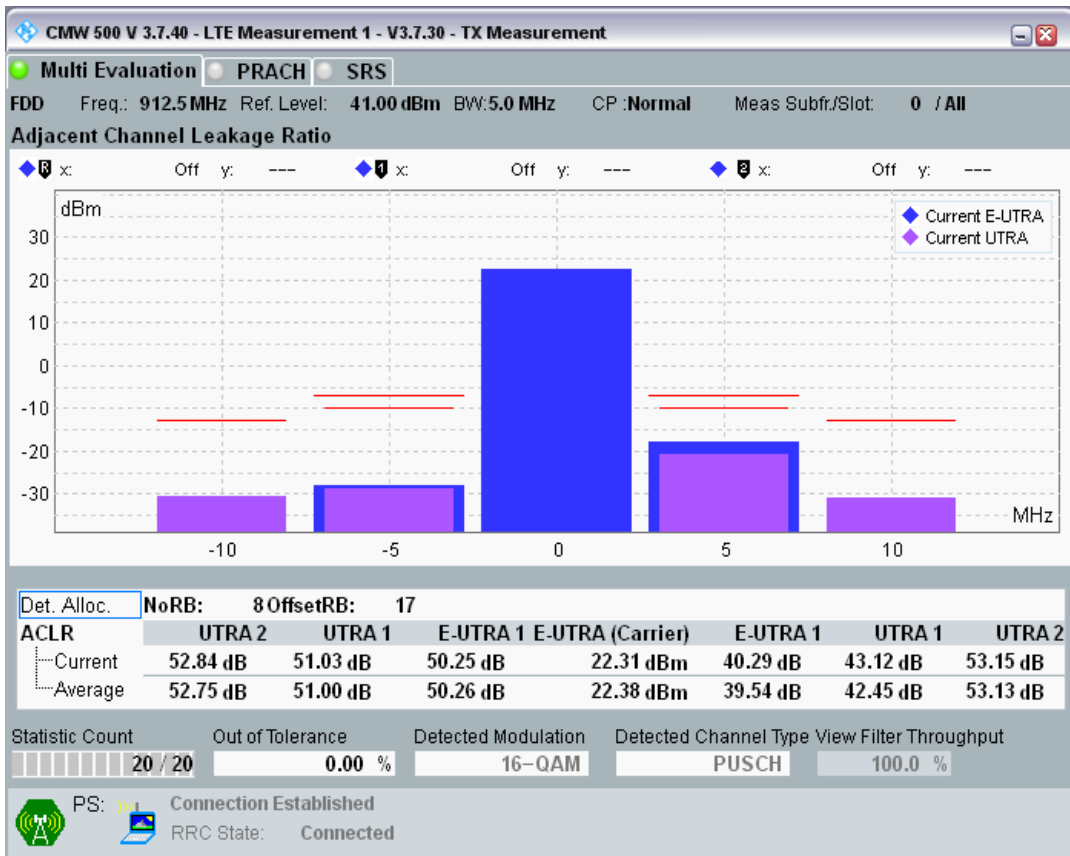 CMW 500 V 3.7.40 - LTE Measurement 1 - V3.7.30 - TX Measurement
Multi Evaluation PRACH SRS
FDD Freq.: 912.5 MHz Ref. Level: 41.00 dBm BW:5.0 MHz CP :Normal Meas Subfr./Slot: 0 / All
Adjacent Channel Leakage Ratio
R x: Off y: --- 1 x: Off y: --- 2 x: Off y: ---
dBm
Current E-UTRA
Current UTRA
30
20
10
0
-10
-20
-30
MHz
-10 -5 0 5 10
Det. Alloc. NoRB: 8 OffsetRB: 17
ACLR UTRA 2 UTRA 1 E-UTRA 1 E-UTRA (Carrier) E-UTRA 1 UTRA 1 UTRA 2
Current 52.84 dB 51.03 dB 50.25 dB 22.31 dBm 40.29 dB 43.12 dB 53.15 dB
Average 52.75 dB 51.00 dB 50.26 dB 22.38 dBm 39.54 dB 42.45 dB 53.13 dB
Statistic Count Out of Tolerance Detected Modulation Detected Channel Type View Filter Throughput
20 / 20 0.00 % 16-QAM PUSCH 100.0 %
PS: Connection Established
RRC State: Connected